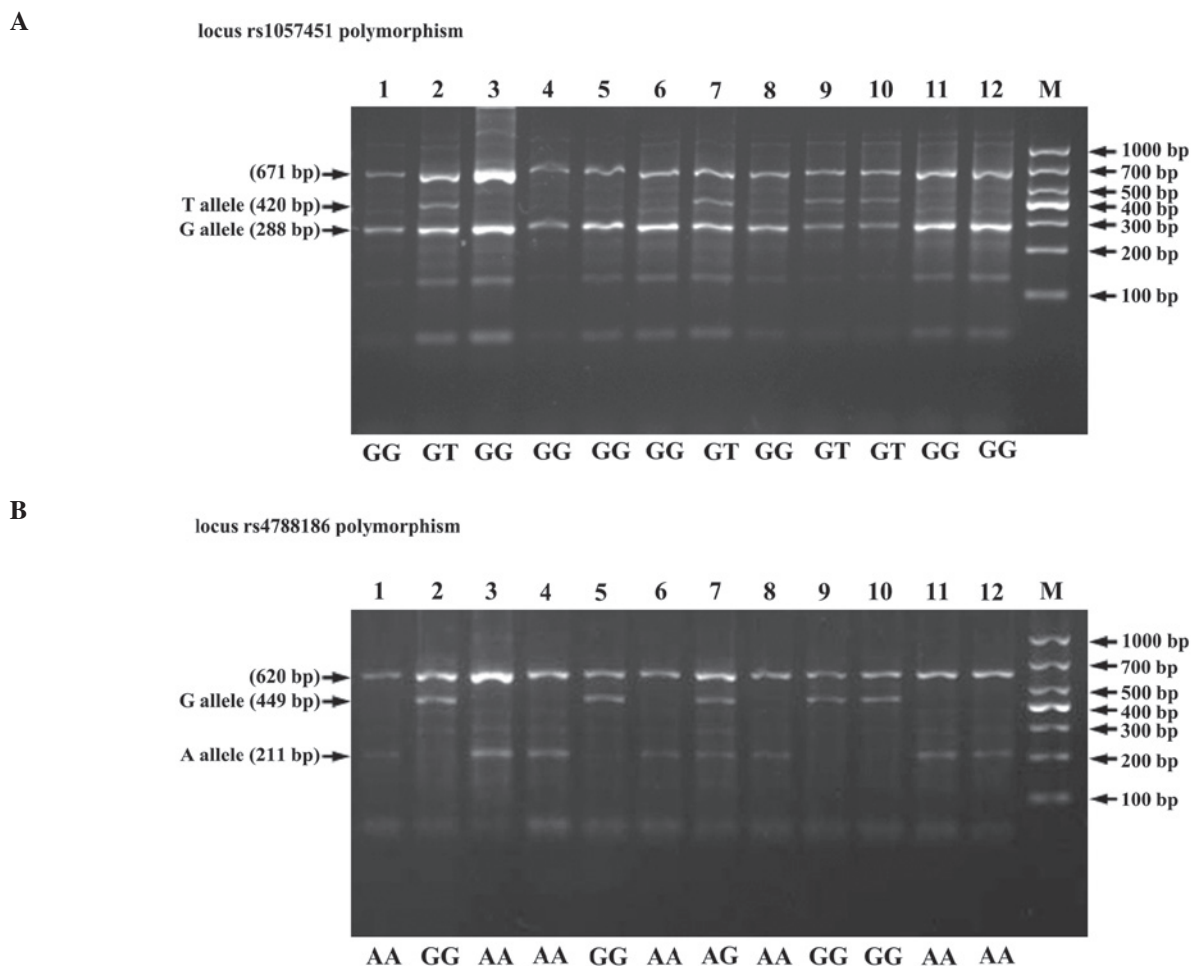 A
locus rs1057451 polymorphism
1 2 3 4 5 6 7 8 9 10 11 12 M
(671 bp)
T allele (420 bp)
G allele (288 bp)
1000 bp
700 bp
500 bp
400 bp
300 bp
200 bp
100 bp
GG GT GG GG GG GG GT GG GT GT GG GG
B
locus rs4788186 polymorphism
1 2 3 4 5 6 7 8 9 10 11 12 M
(620 bp)
G allele (449 bp)
A allele (211 bp)
1000 bp
700 bp
500 bp
400 bp
300 bp
200 bp
100 bp
AA GG AA AA GG AA AG AA GG GG AA AA